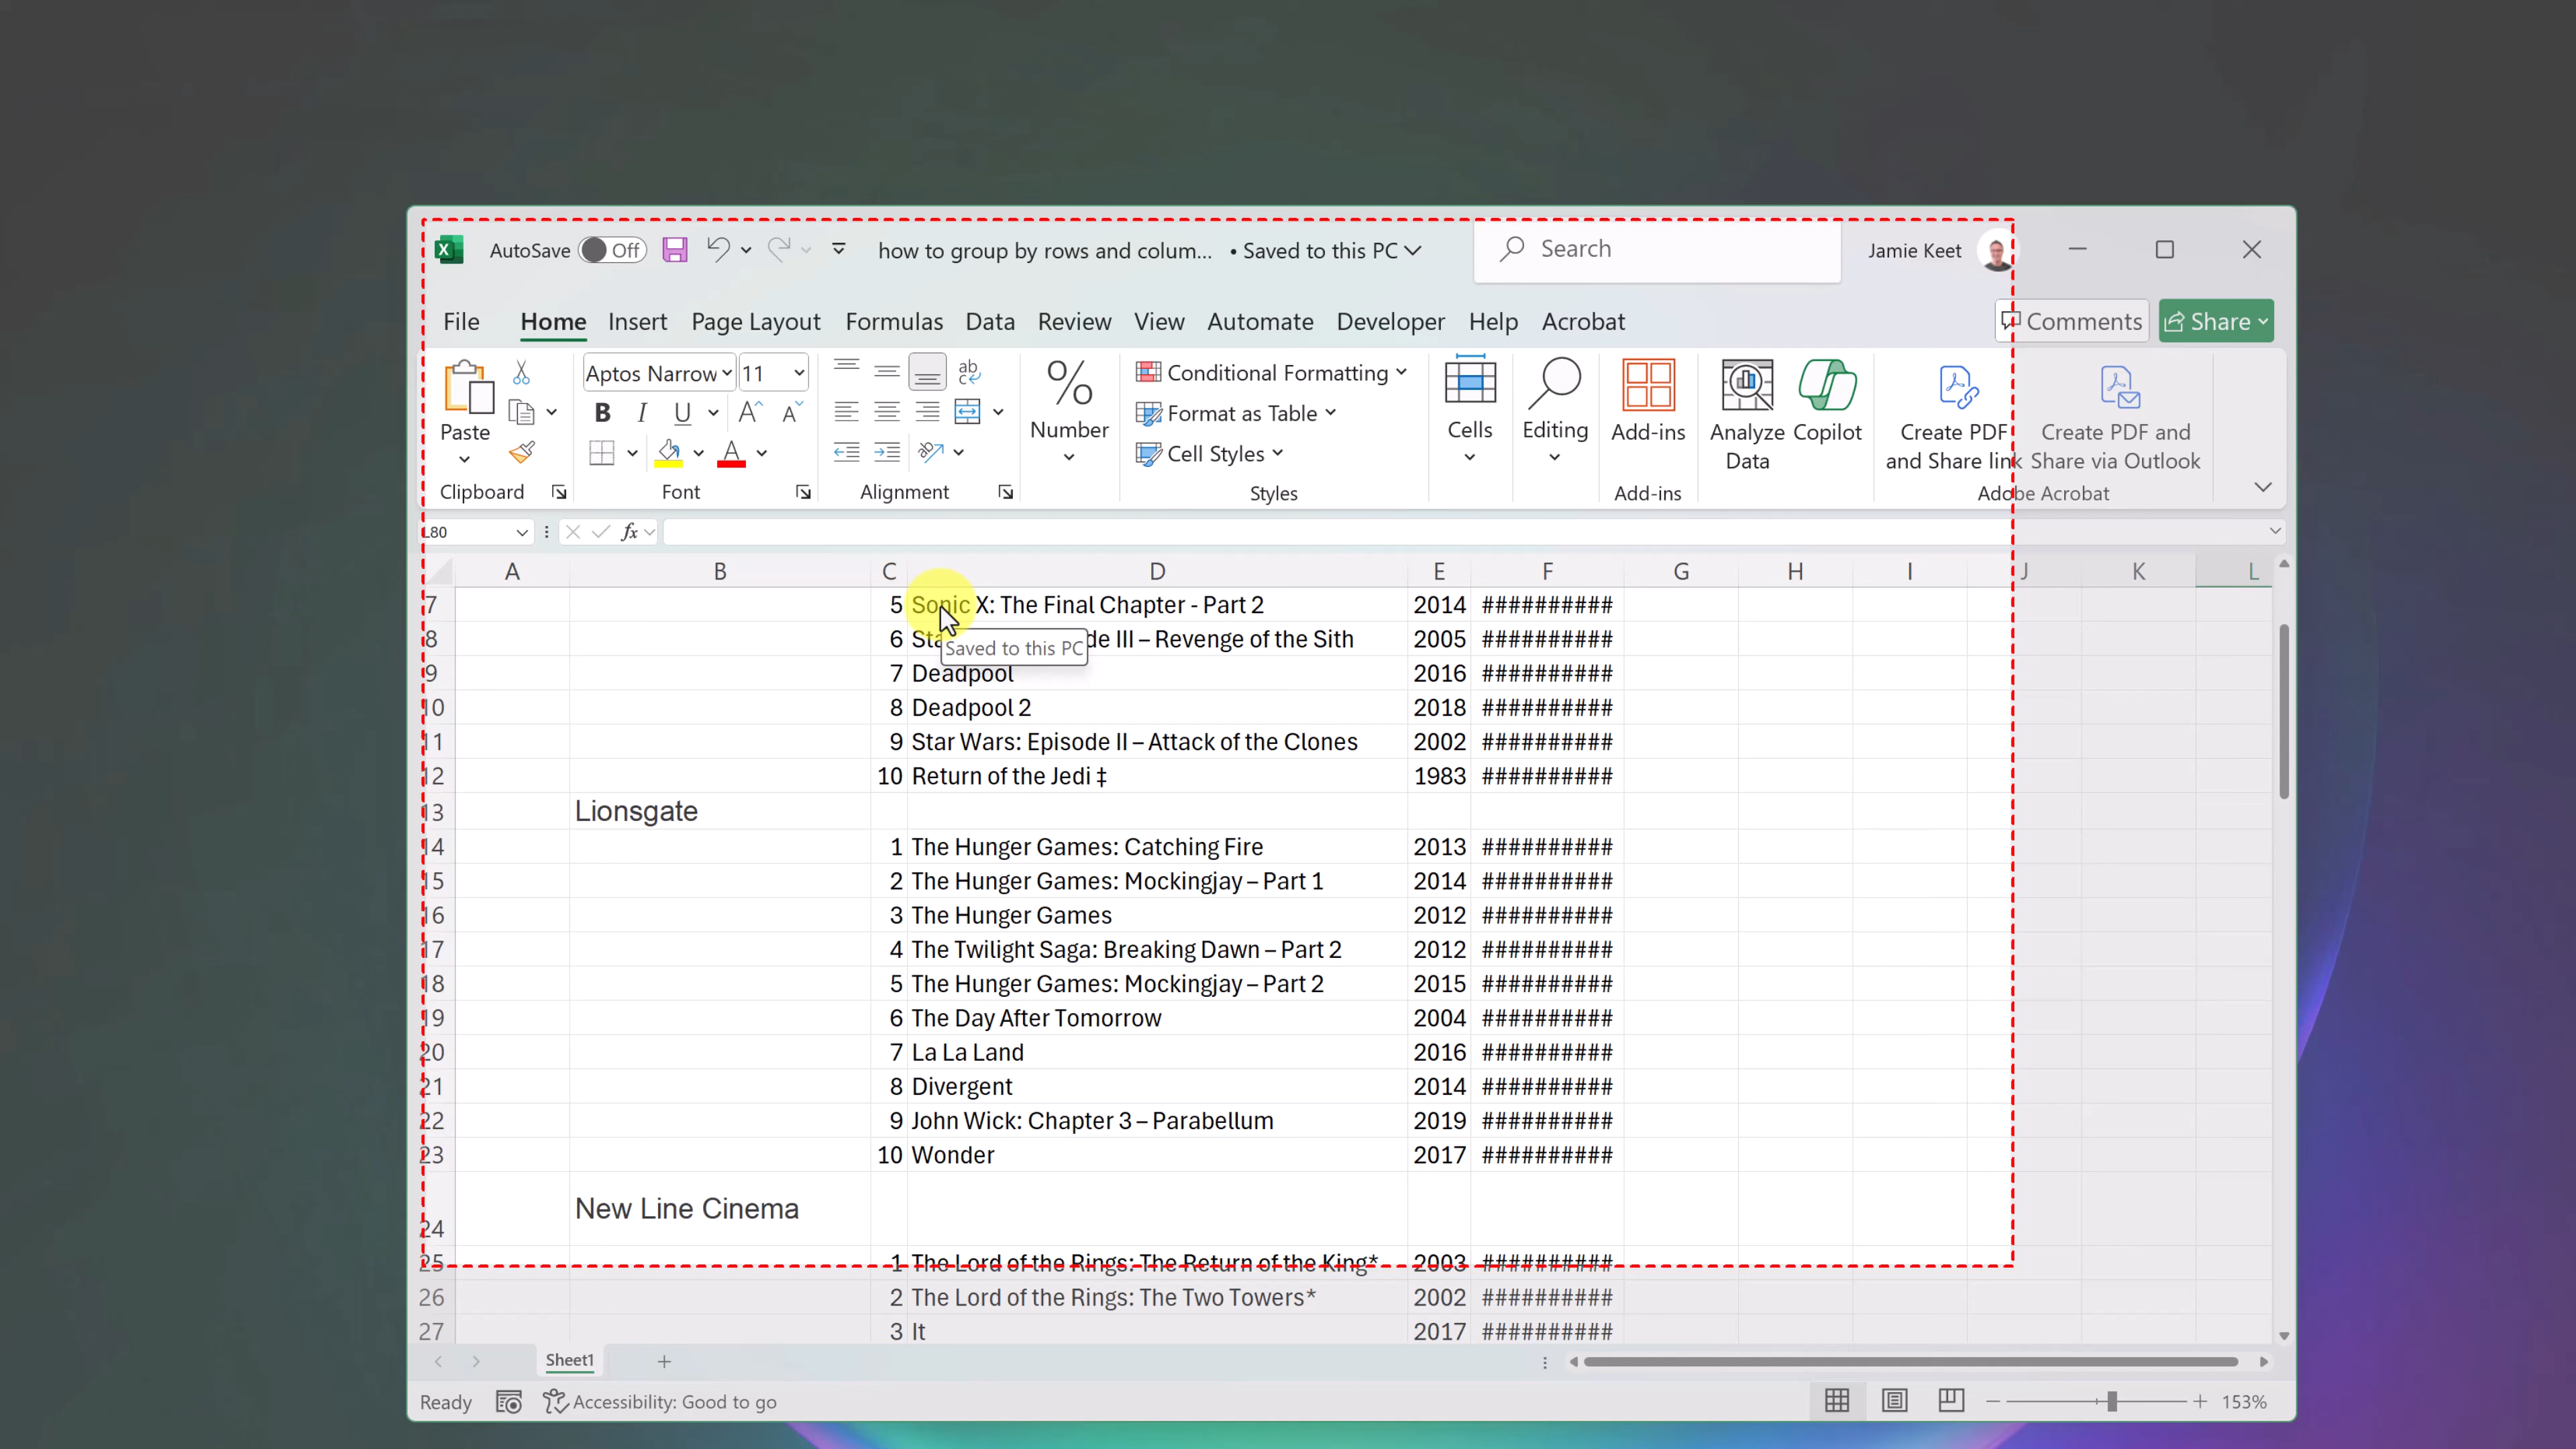 AutoSave Off how to group by rows and colum... • Saved to this PC Search Jamie Keet
File Home Insert Page Layout Formulas Data Review View Automate Developer Help Acrobat Comments Share
Paste
Clipboard
Aptos Narrow 11
B I U A A
A
Font
ab
c
ab
Alignment
%
Number
Conditional Formatting
Format as Table
Cell Styles
Styles
Cells
Editing
Add-ins
Add-ins
Analyze
Data
Copilot
Create PDF
and Share link
Create PDF and
Share via Outlook
Adobe Acrobat
L80 fx
A B C D E F G H I J K L
7 5 Sonic X: The Final Chapter - Part 2 2014 ##########
8 6 Sta de III – Revenge of the Sith 2005 ##########
Saved to this PC
9 7 Deadpool 2016 ##########
10 8 Deadpool 2 2018 ##########
11 9 Star Wars: Episode II – Attack of the Clones 2002 ##########
12 10 Return of the Jedi ‡ 1983 ##########
13 Lionsgate
14 1 The Hunger Games: Catching Fire 2013 ##########
15 2 The Hunger Games: Mockingjay – Part 1 2014 ##########
16 3 The Hunger Games 2012 ##########
17 4 The Twilight Saga: Breaking Dawn – Part 2 2012 ##########
18 5 The Hunger Games: Mockingjay – Part 2 2015 ##########
19 6 The Day After Tomorrow 2004 ##########
20 7 La La Land 2016 ##########
21 8 Divergent 2014 ##########
22 9 John Wick: Chapter 3 – Parabellum 2019 ##########
23 10 Wonder 2017 ##########
24 New Line Cinema
25 1 The Lord of the Rings: The Return of the King* 2003 ##########
26 2 The Lord of the Rings: The Two Towers* 2002 ##########
27 3 It 2017 ##########
Sheet1
Ready Accessibility: Good to go 153%